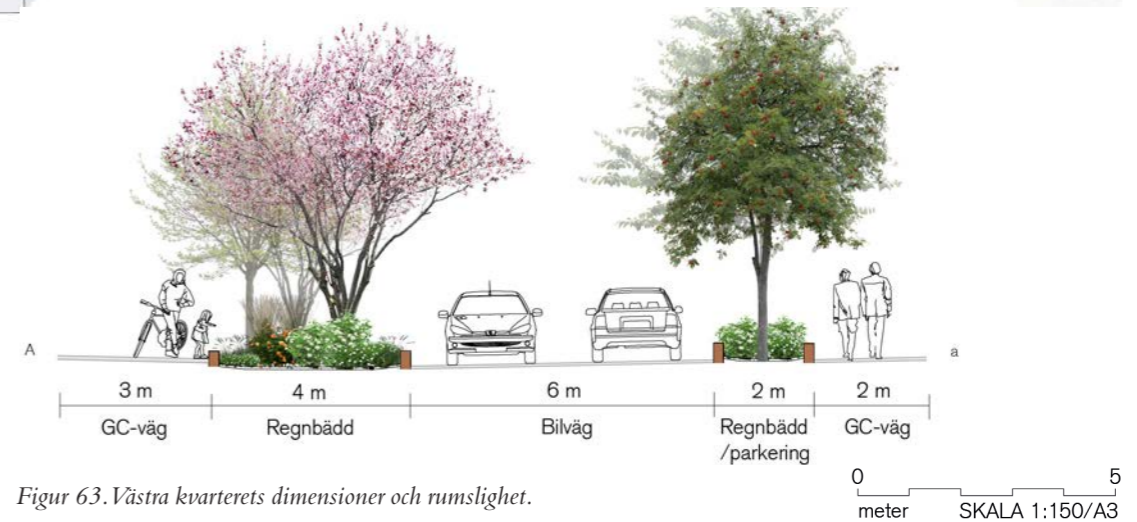 A
a
3 m
4 m
6 m
2 m
2 m
GC-väg
Regnbädd
Bilväg
Regnbädd
/parkering
GC-väg
0
5
meter
SKALA 1:150/A3
Figur 63. Västra kvarterets dimensioner och rumslighet.